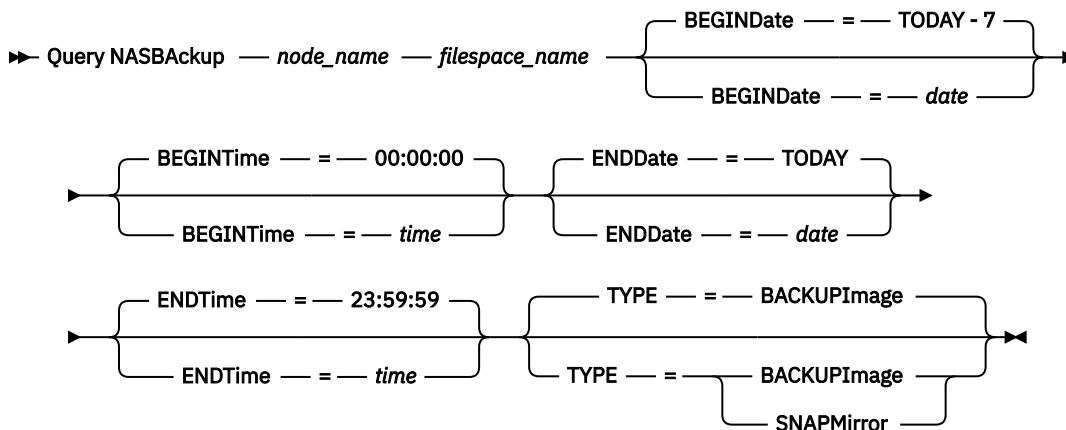 BEGINDate = TODAY - 7
Query NASBAckup node_name filespace_name
BEGINDate = date
BEGINTime = 00:00:00 ENDDate = TODAY
BEGINTime = time ENDDate = date
ENDTime = 23:59:59 TYPE = BACKUPImage
ENDTime = time TYPE = BACKUPImage
SNAPMirror